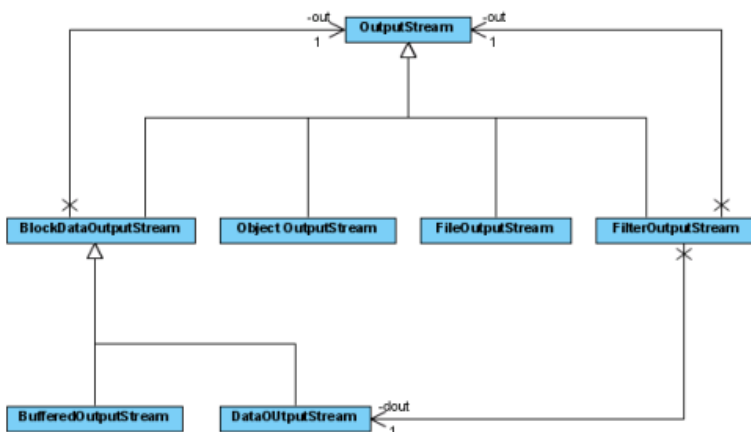 -out
-out
OutputStream
1
1
BlockDataOutputStream
Object OutputStream
FileOutputStream
FilterOutputStream
BufferedOutputStream
DataOUtputStream
-dout
1